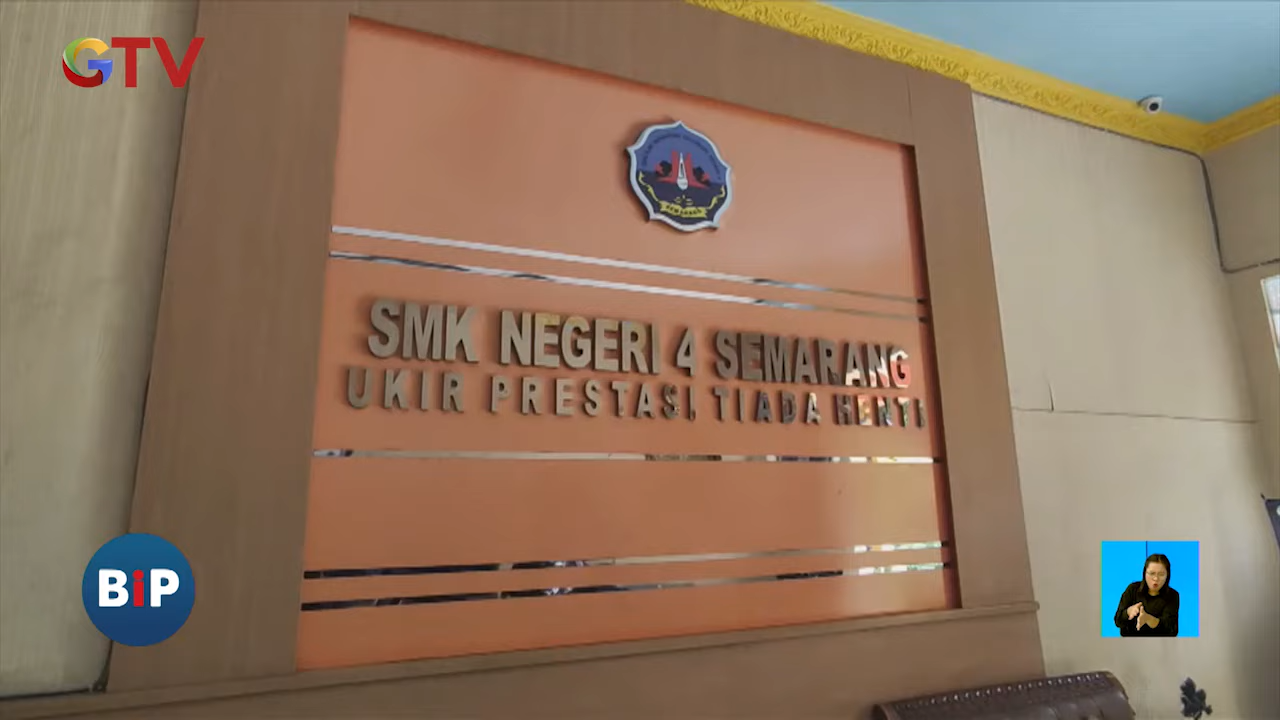 GTV
SMK NEGERI 4 SEMARANG
UKIR PRESTASI TIADA HENTI
BiP